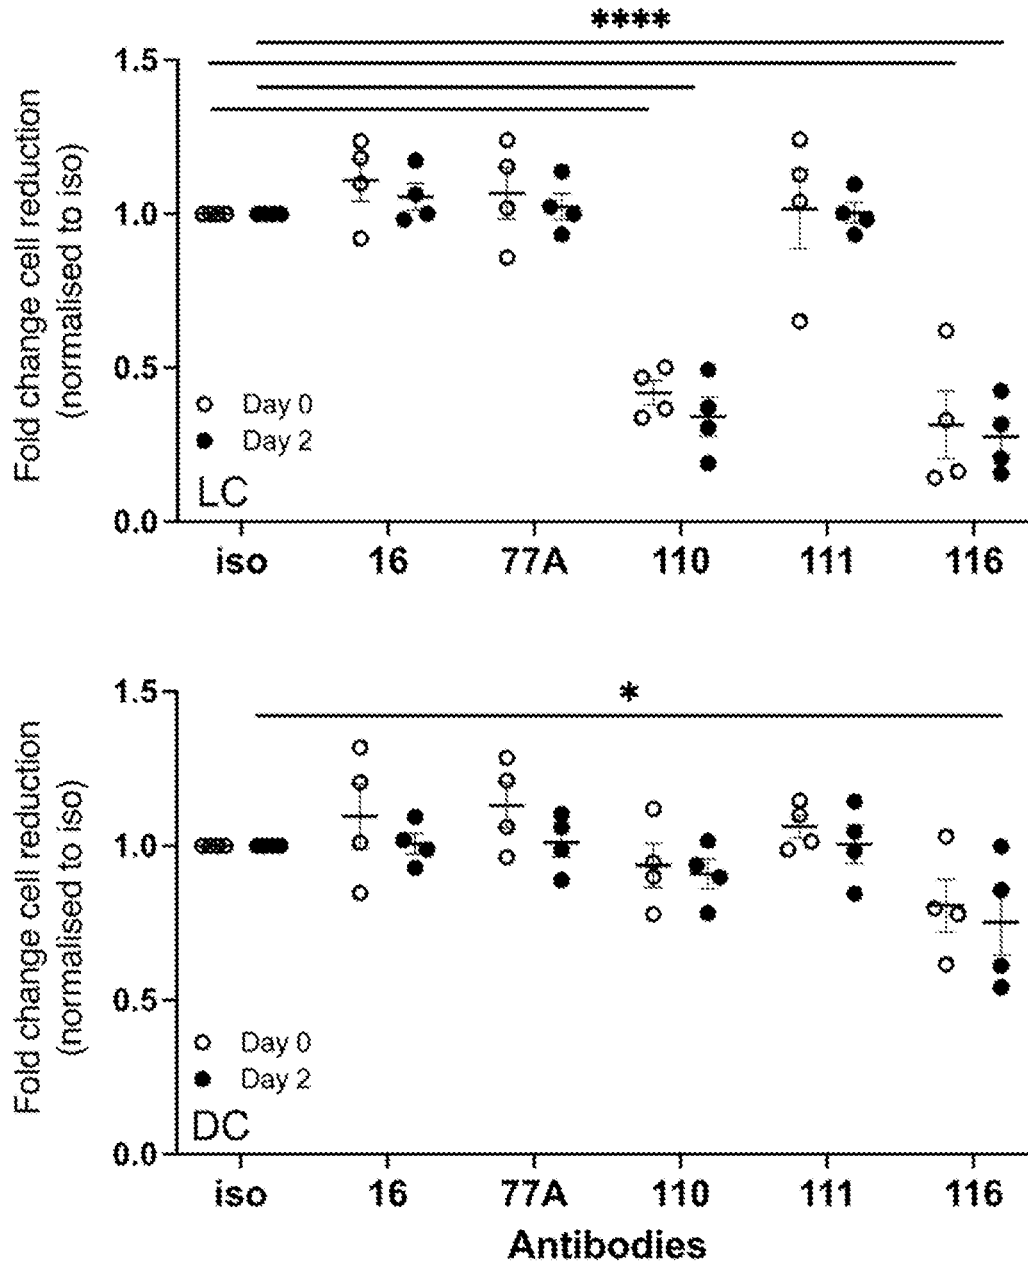 ****
1.5
1.0
0.5
0.0
Fold change cell reduction
(normalised to iso)
Day 0
Day 2
LC
iso 16 77A 110 111 116
*
1.5
1.0
0.5
0.0
Fold change cell reduction
(normalised to iso)
Day 0
Day 2
DC
iso 16 77A 110 111 116
Antibodies